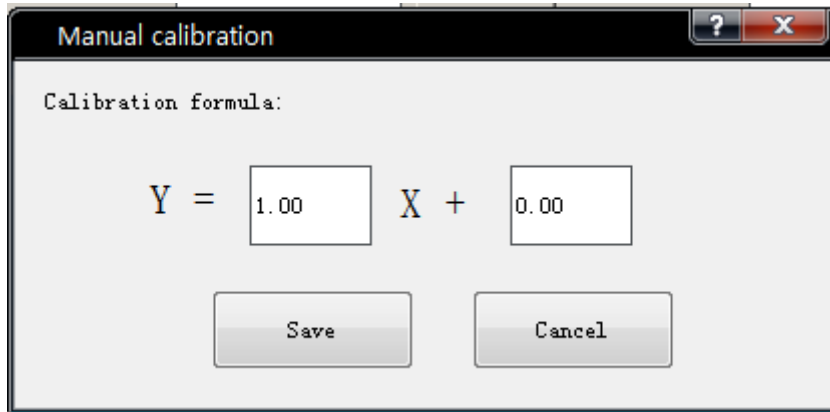 Manual calibration
?
X
Calibration formula:
Y = 1.00 X + 0.00
Save Cancel